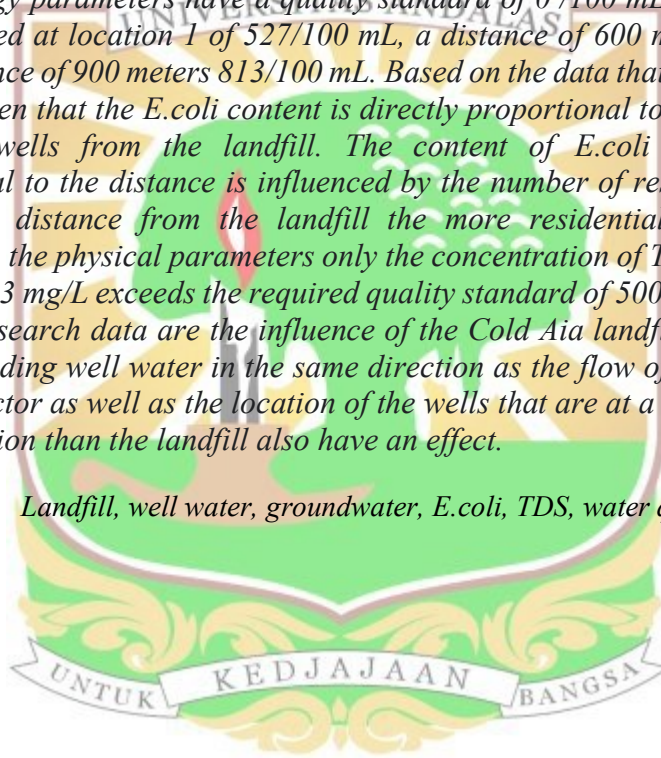 gy parameters have a quality standard of 0 /100 mL
UNIVERSITAS ANDALAS
ed at location 1 of 527/100 mL, a distance of 600 m
nce of 900 meters 813/100 mL. Based on the data that
en that the E.coli content is directly proportional to
wells from the landfill. The content of E.coli
al to the distance is influenced by the number of re
distance from the landfill the more residential
the physical parameters only the concentration of T
3 mg/L exceeds the required quality standard of 500
search data are the influence of the Cold Aia landf
ding well water in the same direction as the flow of
ctor as well as the location of the wells that are at a
ion than the landfill also have an effect.
Landfill, well water, groundwater, E.coli, TDS, water
UNTUK KEDJAJAAN BANGSA